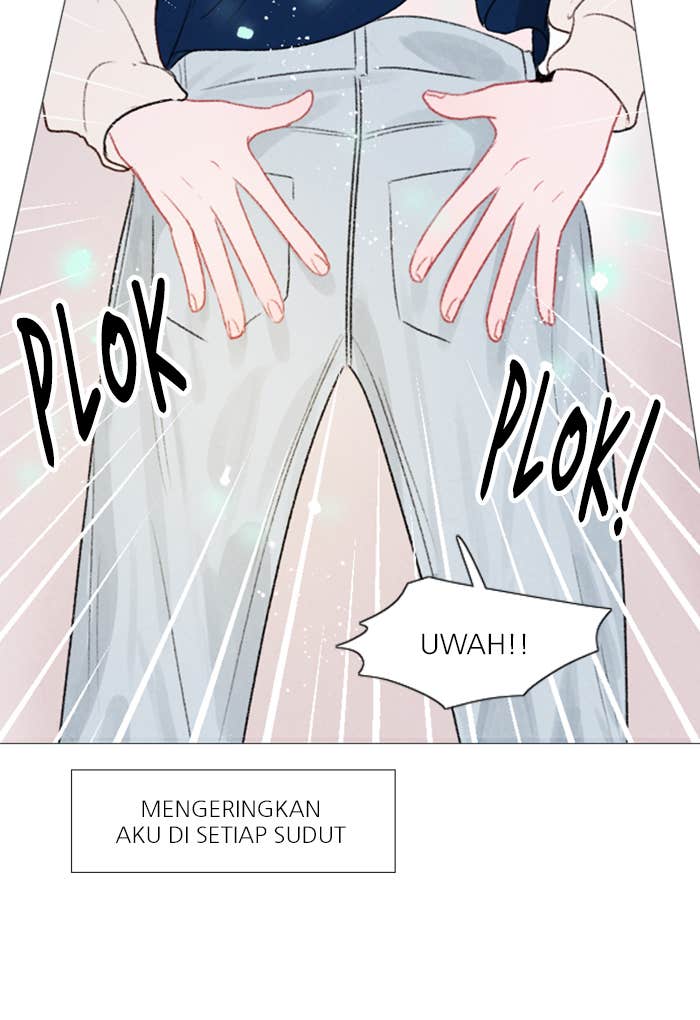 PLOK
PLOK!
UWAH!!
MENGERINGKAN
AKU DI SETIAP SUDUT